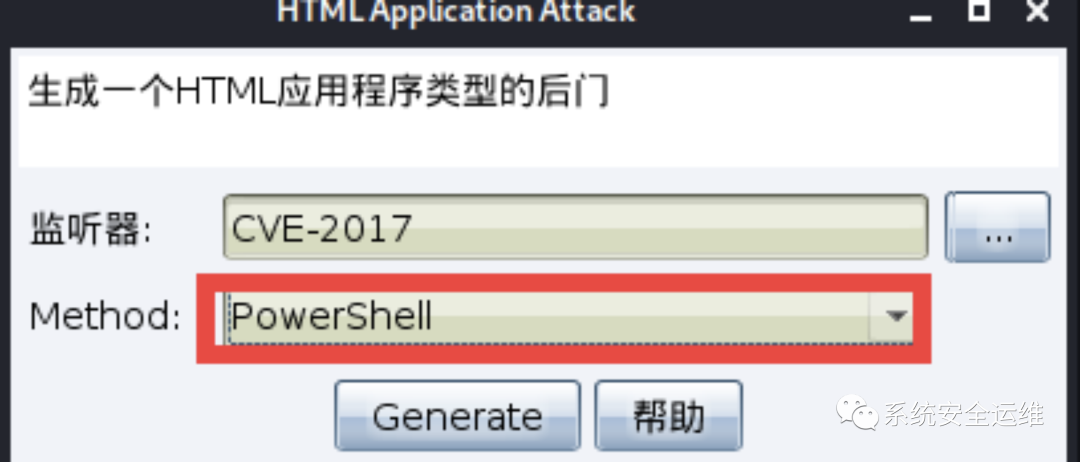 HTML Application Attack
生成一个HTML应用程序类型的后门
监听器: CVE-2017 ...
Method: PowerShell
Generate 帮助
系统安全运维